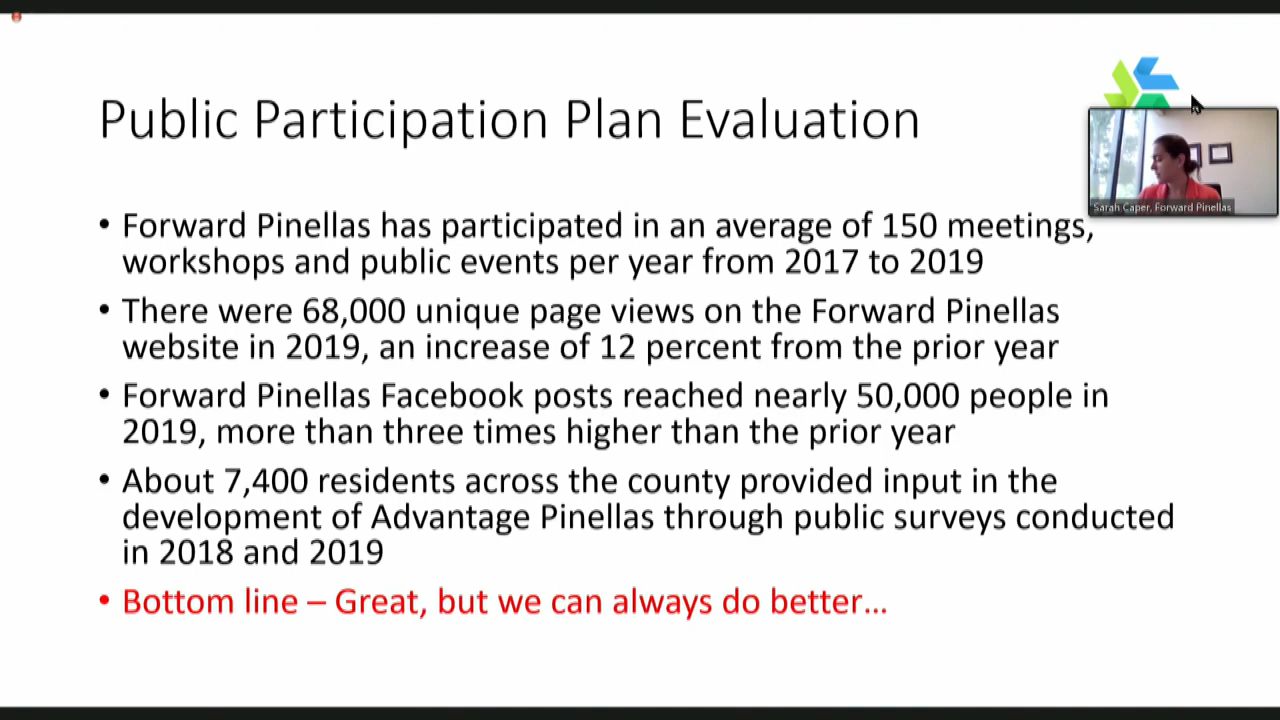 Public Participation Plan Evaluation
Sarah Caper, Forward Pinellas
• Forward Pinellas has participated in an average of 150 meetings,
workshops and public events per year from 2017 to 2019
• There were 68,000 unique page views on the Forward Pinellas
website in 2019, an increase of 12 percent from the prior year
• Forward Pinellas Facebook posts reached nearly 50,000 people in
2019, more than three times higher than the prior year
• About 7,400 residents across the county provided input in the
development of Advantage Pinellas through public surveys conducted
in 2018 and 2019
• Bottom line – Great, but we can always do better…